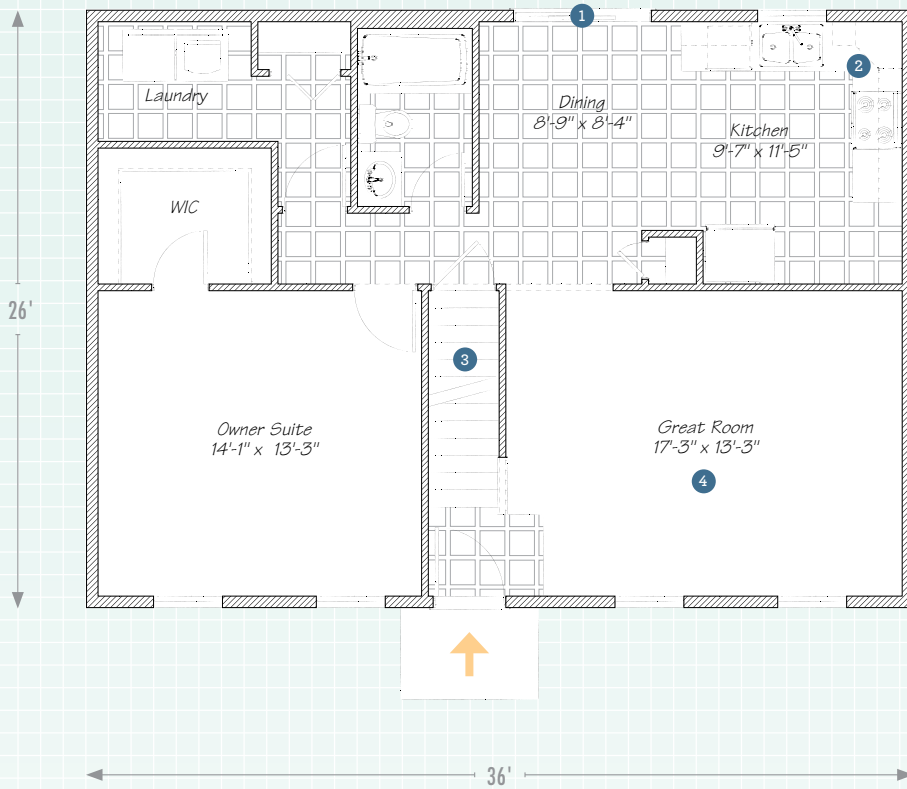 1
2
Laundry
Dining
8'-9" x 8'-4"
Kitchen
9'-7" x 11'-5"
WIC
26'
3
Owner Suite
14'-1" x 13'-3"
Great Room
17'-3" x 13'-3"
4
36'